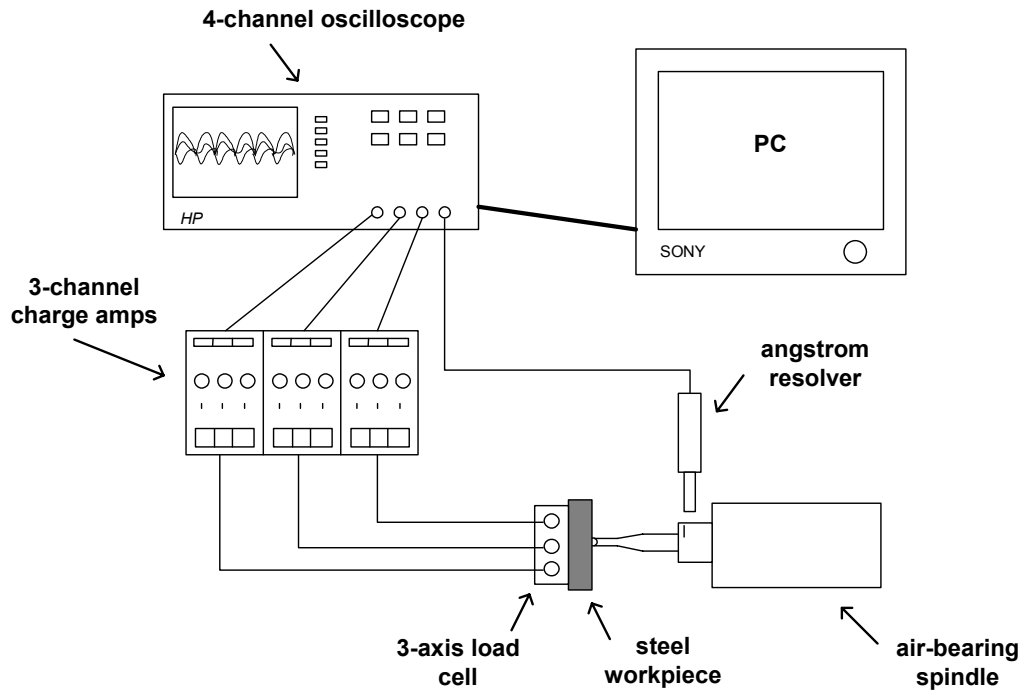 4-channel oscilloscope
PC
HP
SONY
3-channel
charge amps
angstrom
resolver
3-axis load
cell
steel
workpiece
air-bearing
spindle